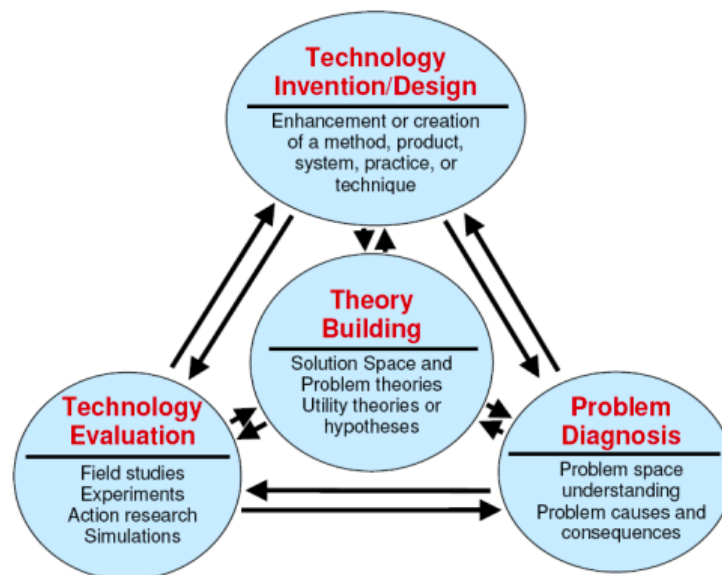 Technology
Invention/Design
Enhancement or creation
of a method, product,
system, practice, or
technique
Theory
Building
Solution Space and
Problem theories
Utility theories or
hypotheses
Technology
Evaluation
Field studies
Experiments
Action research
Simulations
Problem
Diagnosis
Problem space
understanding
Problem causes and
consequences